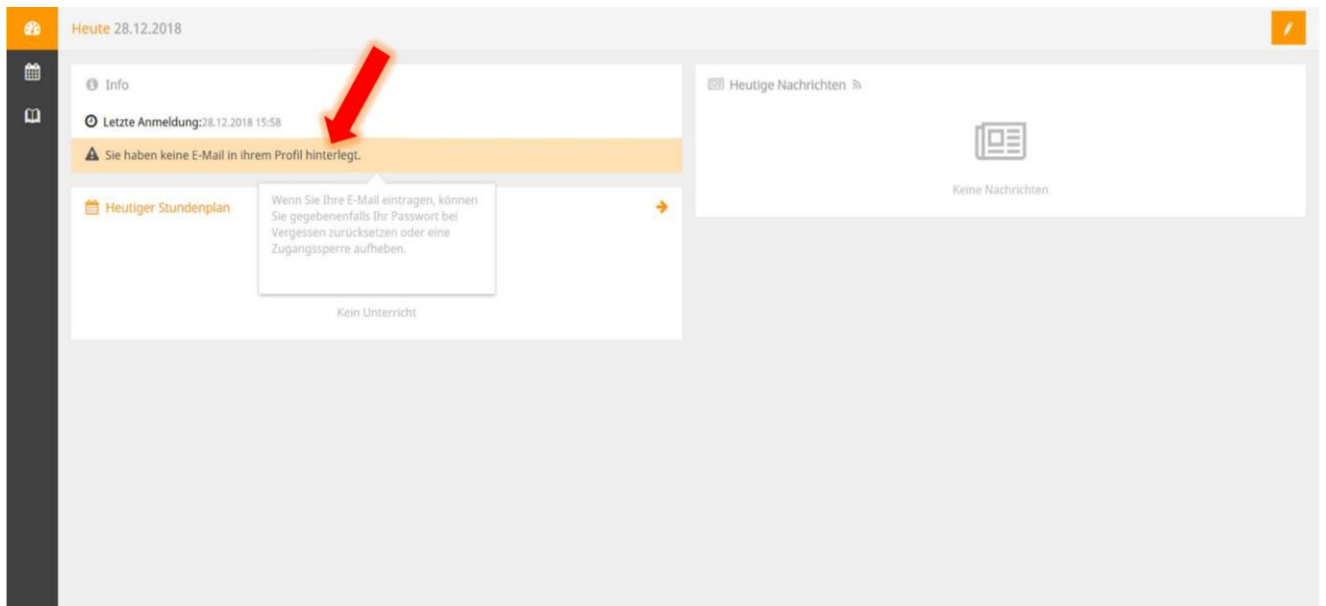 Heute 28.12.2018
Info
Letzte Anmeldung:28.12.2018 15:58
Sie haben keine E-Mail in ihrem Profil hinterlegt.
Heutiger Stundenplan
Wenn Sie Ihre E-Mail eintragen, können
Sie gegebenenfalls Ihr Passwort bei
Vergessen zurücksetzen oder eine
Zugangssperre aufheben.
Kein Unterricht
Heutige Nachrichten
Keine Nachrichten